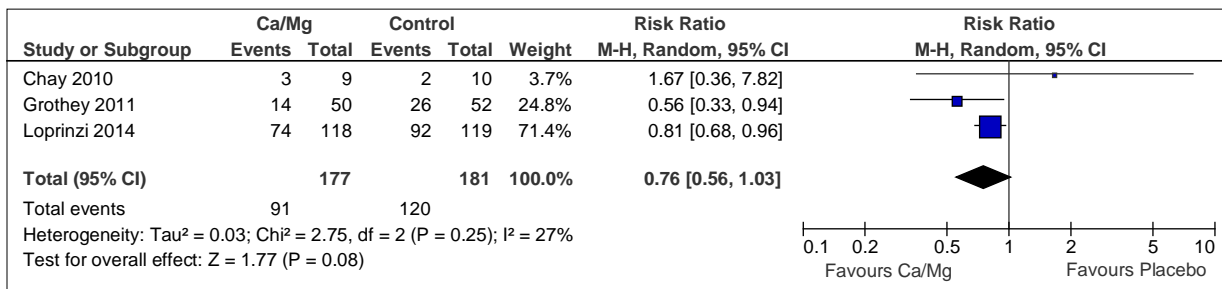 Ca/Mg Control Risk Ratio Risk Ratio
Study or Subgroup Events Total Events Total Weight M-H, Random, 95% CI M-H, Random, 95% CI
Chay 2010 3 9 2 10 3.7% 1.67 [0.36, 7.82]
Grothey 2011 14 50 26 52 24.8% 0.56 [0.33, 0.94]
Loprinzi 2014 74 118 92 119 71.4% 0.81 [0.68, 0.96]
Total (95% CI) 177 181 100.0% 0.76 [0.56, 1.03]
Total events 91 120
Heterogeneity: Tau² = 0.03; Chi² = 2.75, df = 2 (P = 0.25); I² = 27%
Test for overall effect: Z = 1.77 (P = 0.08)
0.1 0.2 0.5 1 2 5 10
Favours Ca/Mg Favours Placebo